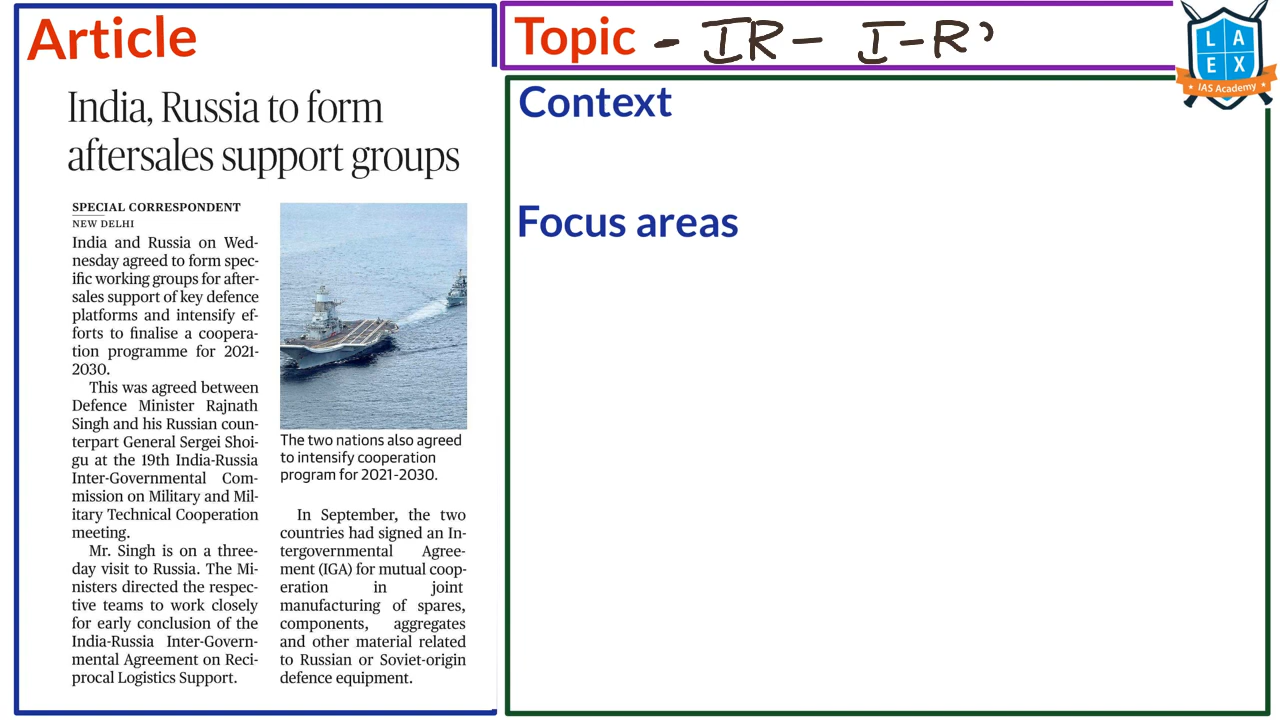 Article
India, Russia to form
aftersales support groups
SPECIAL CORRESPONDENT
NEW DELHI
India and Russia on Wed-
nesday agreed to form spec-
ific working groups for after-
sales support of key defence
platforms and intensify ef-
forts to finalise a coopera-
tion programme for 2021-
2030.
This was agreed between
Defence Minister Rajnath
Singh and his Russian coun-
terpart General Sergei Shoi-
gu at the 19th India-Russia
Inter-Governmental Com-
mission on Military and Mil-
itary Technical Cooperation
meeting.
Mr. Singh is on a three-
day visit to Russia. The Mi-
nisters directed the respec-
tive teams to work closely
for early conclusion of the
India-Russia Inter-Govern-
mental Agreement on Reci-
procal Logistics Support.
The two nations also agreed
to intensify cooperation
program for 2021-2030.
In September, the two
countries had signed an In-
tergovernmental Agree-
ment (IGA) for mutual coop-
eration in joint
manufacturing of spares,
components, aggregates
and other material related
to Russian or Soviet-origin
defence equipment.
Topic - IR - I-R'
Context
Focus areas
L A
E X
IAS Academy